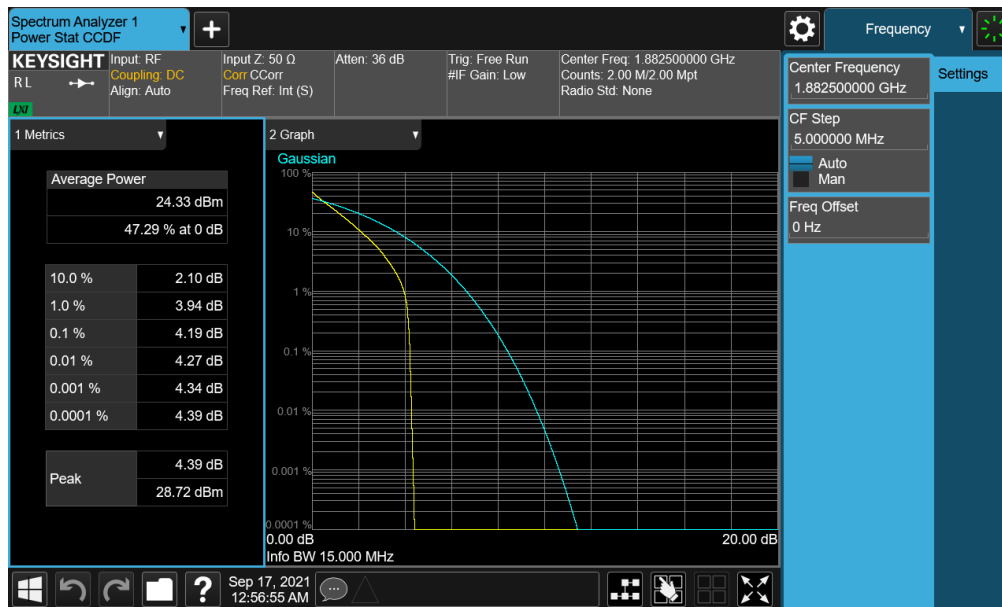 Spectrum Analyzer 1
Power Stat CCDF
+
Frequency
KEYSIGHT
R L
LXI
Input: RF
Coupling: DC
Align: Auto
Input Z: 50 Ω
Corr CCorr
Freq Ref: Int (S)
Atten: 36 dB
Trig: Free Run
#IF Gain: Low
Center Freq: 1.882500000 GHz
Counts: 2.00 M/2.00 Mpt
Radio Std: None
Center Frequency
1.882500000 GHz
Settings
CF Step
5.000000 MHz
Auto
Man
Freq Offset
0 Hz
1 Metrics
Average Power
24.33 dBm
47.29 % at 0 dB
10.0 % 2.10 dB
1.0 % 3.94 dB
0.1 % 4.19 dB
0.01 % 4.27 dB
0.001 % 4.34 dB
0.0001 % 4.39 dB
Peak
4.39 dB
28.72 dBm
2 Graph
Gaussian
100 %
10 %
1 %
0.1 %
0.01 %
0.001 %
0.0001 %
0.00 dB 20.00 dB
Info BW 15.000 MHz
?
Sep 17, 2021
12:56:55 AM